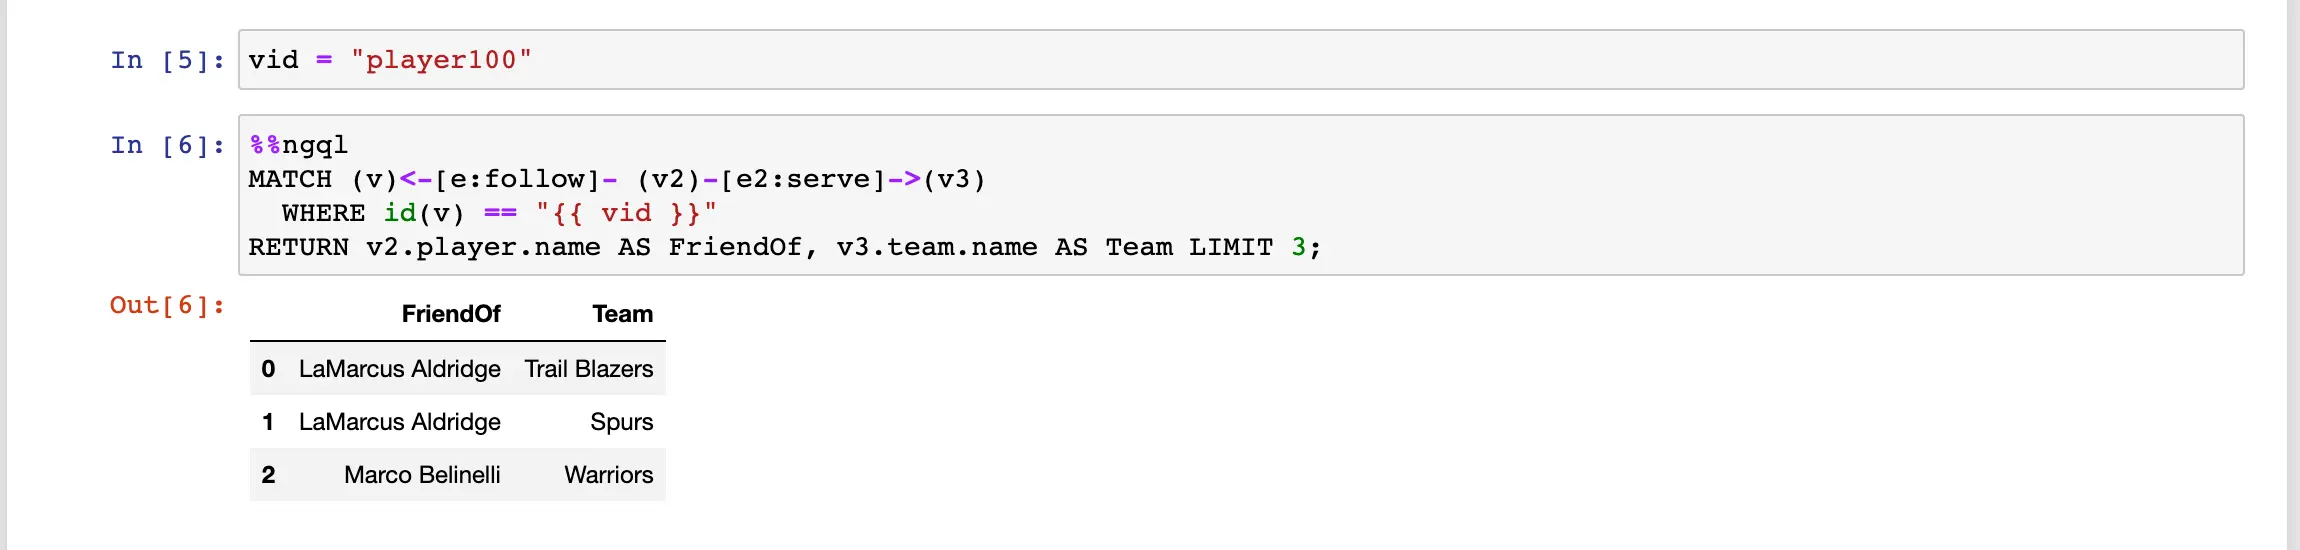 In [5]: vid = "player100"
In [6]: %%ngql
MATCH (v)<-[e:follow]- (v2)-[e2:serve]->(v3)
  WHERE id(v) == "{{ vid }}"
RETURN v2.player.name AS FriendOf, v3.team.name AS Team LIMIT 3;
Out[6]:
FriendOf Team
0 LaMarcus Aldridge Trail Blazers
1 LaMarcus Aldridge Spurs
2 Marco Belinelli Warriors